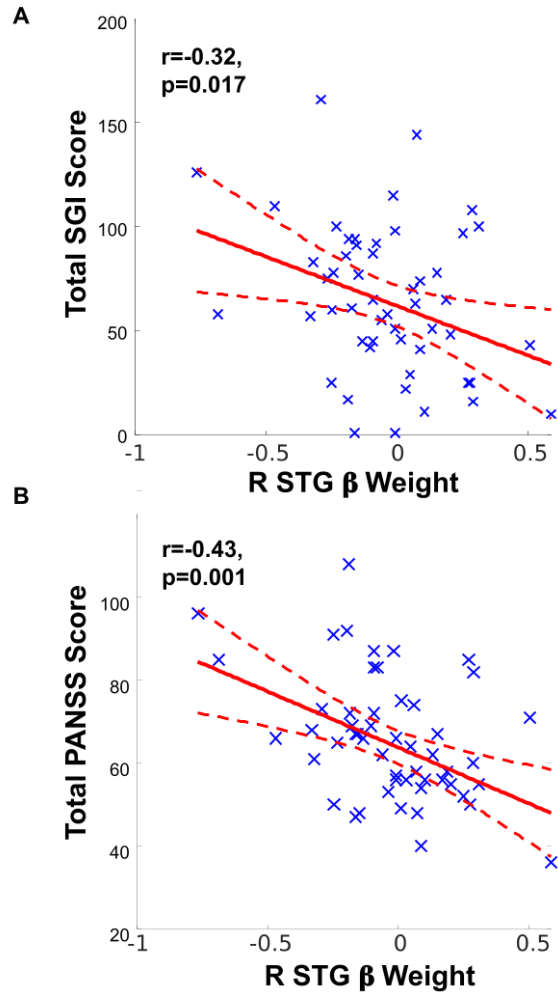 A
200
r=-0.32,
p=0.017
150
Total SGI Score
100
50
0
-1
-0.5
0
0.5
R STG β Weight
B
r=-0.43,
p=0.001
100
Total PANSS Score
80
60
40
20
-1
-0.5
0
0.5
R STG β Weight